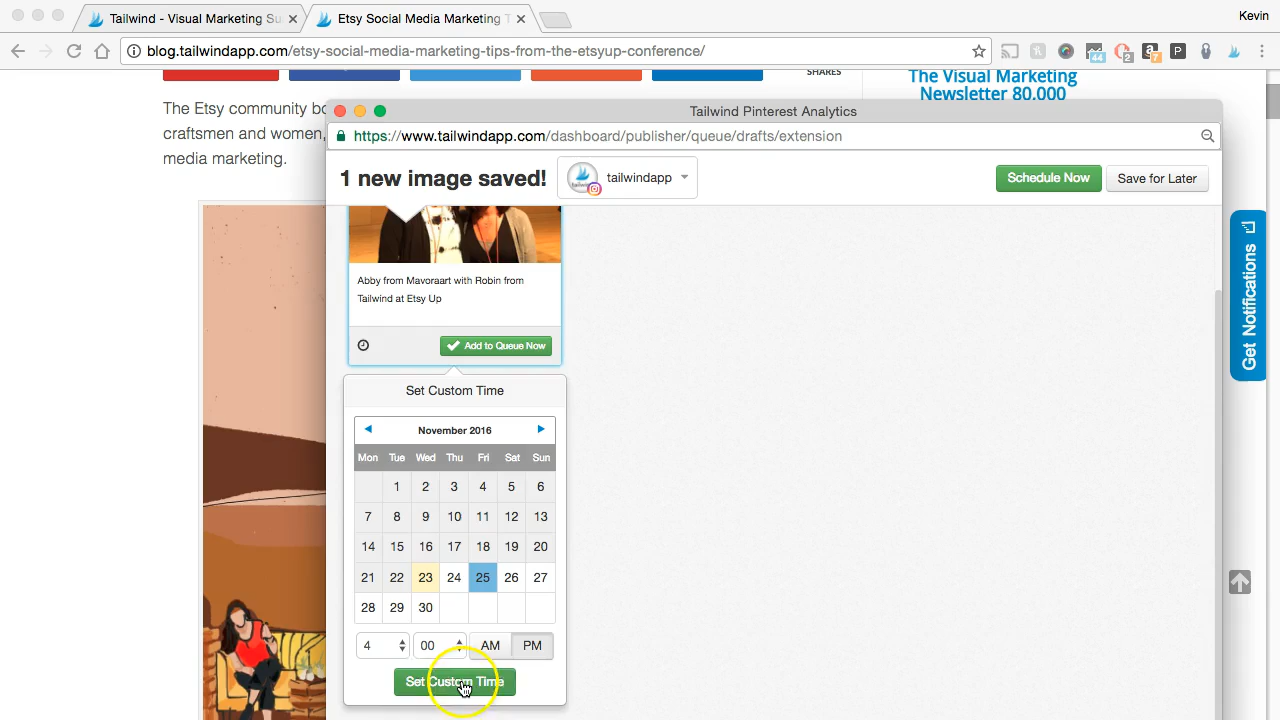 Tailwind - Visual Marketing Su
Etsy Social Media Marketing T
Kevin
blog.tailwindapp.com/etsy-social-media-marketing-tips-from-the-etsyup-conference/
44
2
7
P
SHARES
The Visual Marketing
Newsletter 80,000
The Etsy community bo
craftsmen and women,
media marketing.
Tailwind Pinterest Analytics
https://www.tailwindapp.com/dashboard/publisher/queue/drafts/extension
1 new image saved!
tailwindapp
Schedule Now
Save for Later
Get Notifications
Abby from Mavoraart with Robin from
Tailwind at Etsy Up
Add to Queue Now
Set Custom Time
November 2016
Mon Tue Wed Thu Fri Sat Sun
1 2 3 4 5 6
7 8 9 10 11 12 13
14 15 16 17 18 19 20
21 22 23 24 25 26 27
28 29 30
4 00 AM PM
Set Custom Time